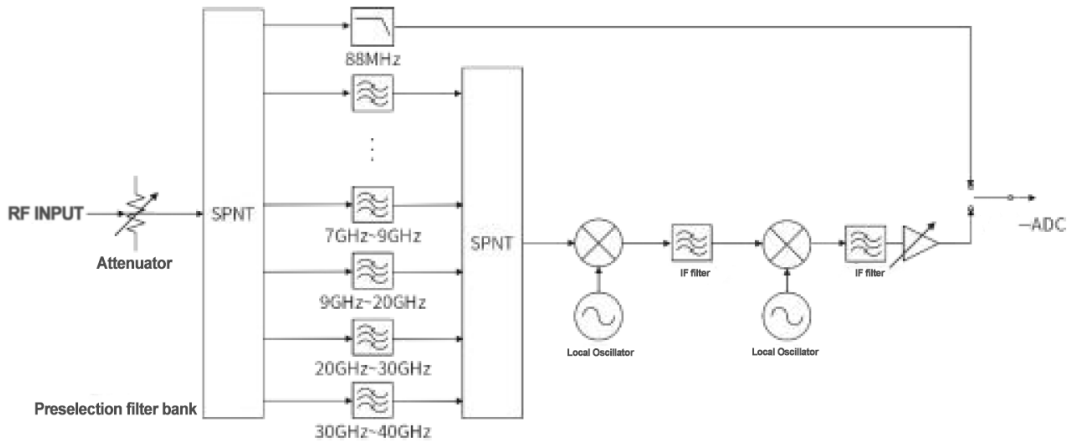 88MHz
SPNT
RF INPUT
Attenuator
7GHz~9GHz
SPNT
–ADC
IF filter
IF filter
9GHz~20GHz
Local Oscillator
Local Oscillator
20GHz~30GHz
Preselection filter bank
30GHz~40GHz